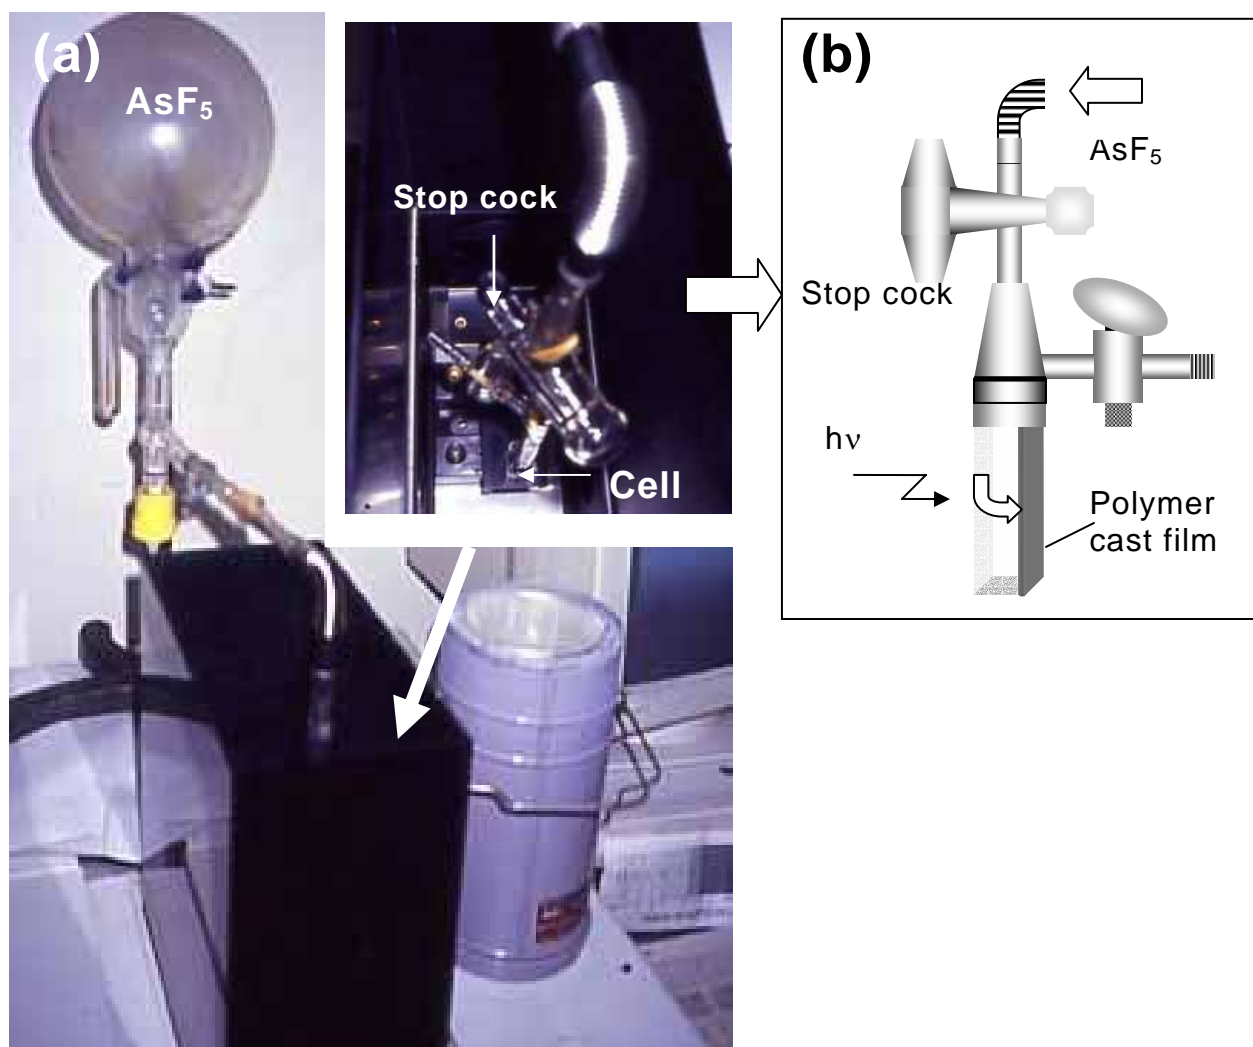 (a)
AsF₅
Stop cock
Cell
(b)
AsF₅
Stop cock
hν
Polymer
cast film